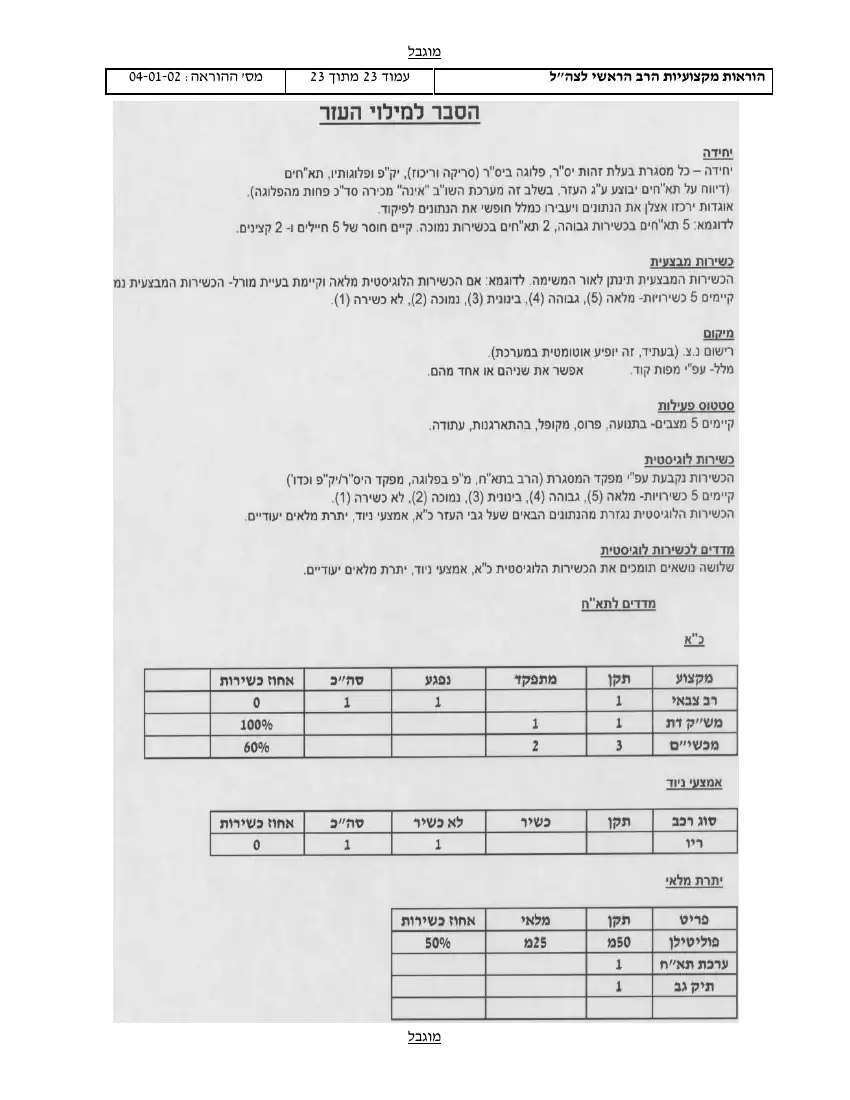 מוגבל
הוראות מקצועיות הרב הראשי לצה"ל עמוד 23 מתוך 23 מס' ההוראה: 04-01-02
הסבר למילוי העזר
יחידה
יחידה – כל מסגרת בעלת זהות יס"ר, פלוגה ביס"ר (סריקה וריכוז), יק"פ ופלוגותיו, תא"חים
(דיווח על תא"חים יבוצע ע"ג העזר, בשלב זה מערכת השו"ב "אינה" מכירה סד"כ פחות מהפלוגה).
אוגדות ירכזו אצלן את הנתונים ויעבירו כמלל חופשי את הנתונים לפיקוד.
לדוגמא: 5 תא"חים בכשירות גבוהה, 2 תא"חים בכשירות נמוכה. קיים חוסר של 5 חיילים ו- 2 קצינים.
כשירות מבצעית
הכשירות המבצעית תינתן לאור המשימה. לדוגמא: אם הכשירות הלוגיסטית מלאה וקיימת בעיית מורל- הכשירות המבצעית נמ
קיימים 5 כשירויות- מלאה (5), גבוהה (4), בינונית (3), נמוכה (2), לא כשירה (1).
מיקום
רישום נ.צ. (בעתיד, זה יופיע אוטומטית במערכת).
מלל- עפ"י מפות קוד. אפשר את שניהם או אחד מהם.
סטטוס פעילות
קיימים 5 מצבים- בתנועה, פרוס, מקופל, בהתארגנות, עתודה.
כשירות לוגיסטית
הכשירות נקבעת עפ"י מפקד המסגרת (הרב בתא"ח, מ"פ בפלוגה, מפקד היס"ר/יק"פ וכדו')
קיימים 5 כשירויות- מלאה (5), גבוהה (4), בינונית (3), נמוכה (2), לא כשירה (1).
הכשירות הלוגיסטית נגזרת מהנתונים הבאים שעל גבי העזר כ"א, אמצעי ניוד, יתרת מלאים יעודיים.
מדדים לכשירות לוגיסטית
שלושה נושאים תומכים את הכשירות הלוגיסטית כ"א, אמצעי ניוד, יתרת מלאים יעודיים.
מדדים לתא"ח
כ"א
מקצוע תקן מתפקד נפגע סה"כ אחוז כשירות
רב צבאי 1 1 1 0
מש"ק דת 1 1 100%
מכשי"ם 3 2 60%
אמצעי ניוד
סוג רכב תקן כשיר לא כשיר סה"כ אחוז כשירות
ריו 1 1 0
יתרת מלאי
פריט תקן מלאי אחוז כשירות
פוליטילן 50מ 25מ 50%
ערכת תא"ח 1
תיק גב 1
מוגבל